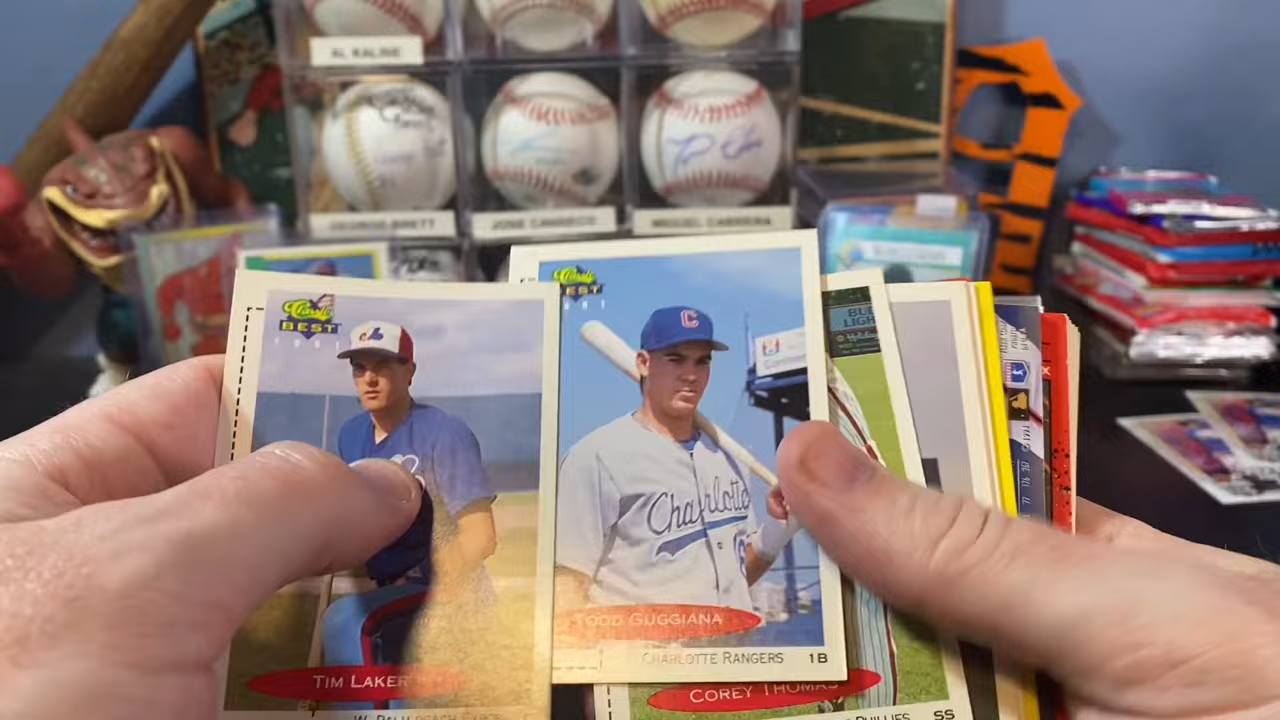 AL KALINE
GEORGE BRETT
JOSE CANSECO
MIGUEL CABRERA
Classic
BEST
TIM LAKER
Classic
BEST
C
Charlotte
TODD GUGGIANA
CHARLOTTE RANGERS 1B
BUD
LIGHT
COREY THOMAS
PHILLIES SS